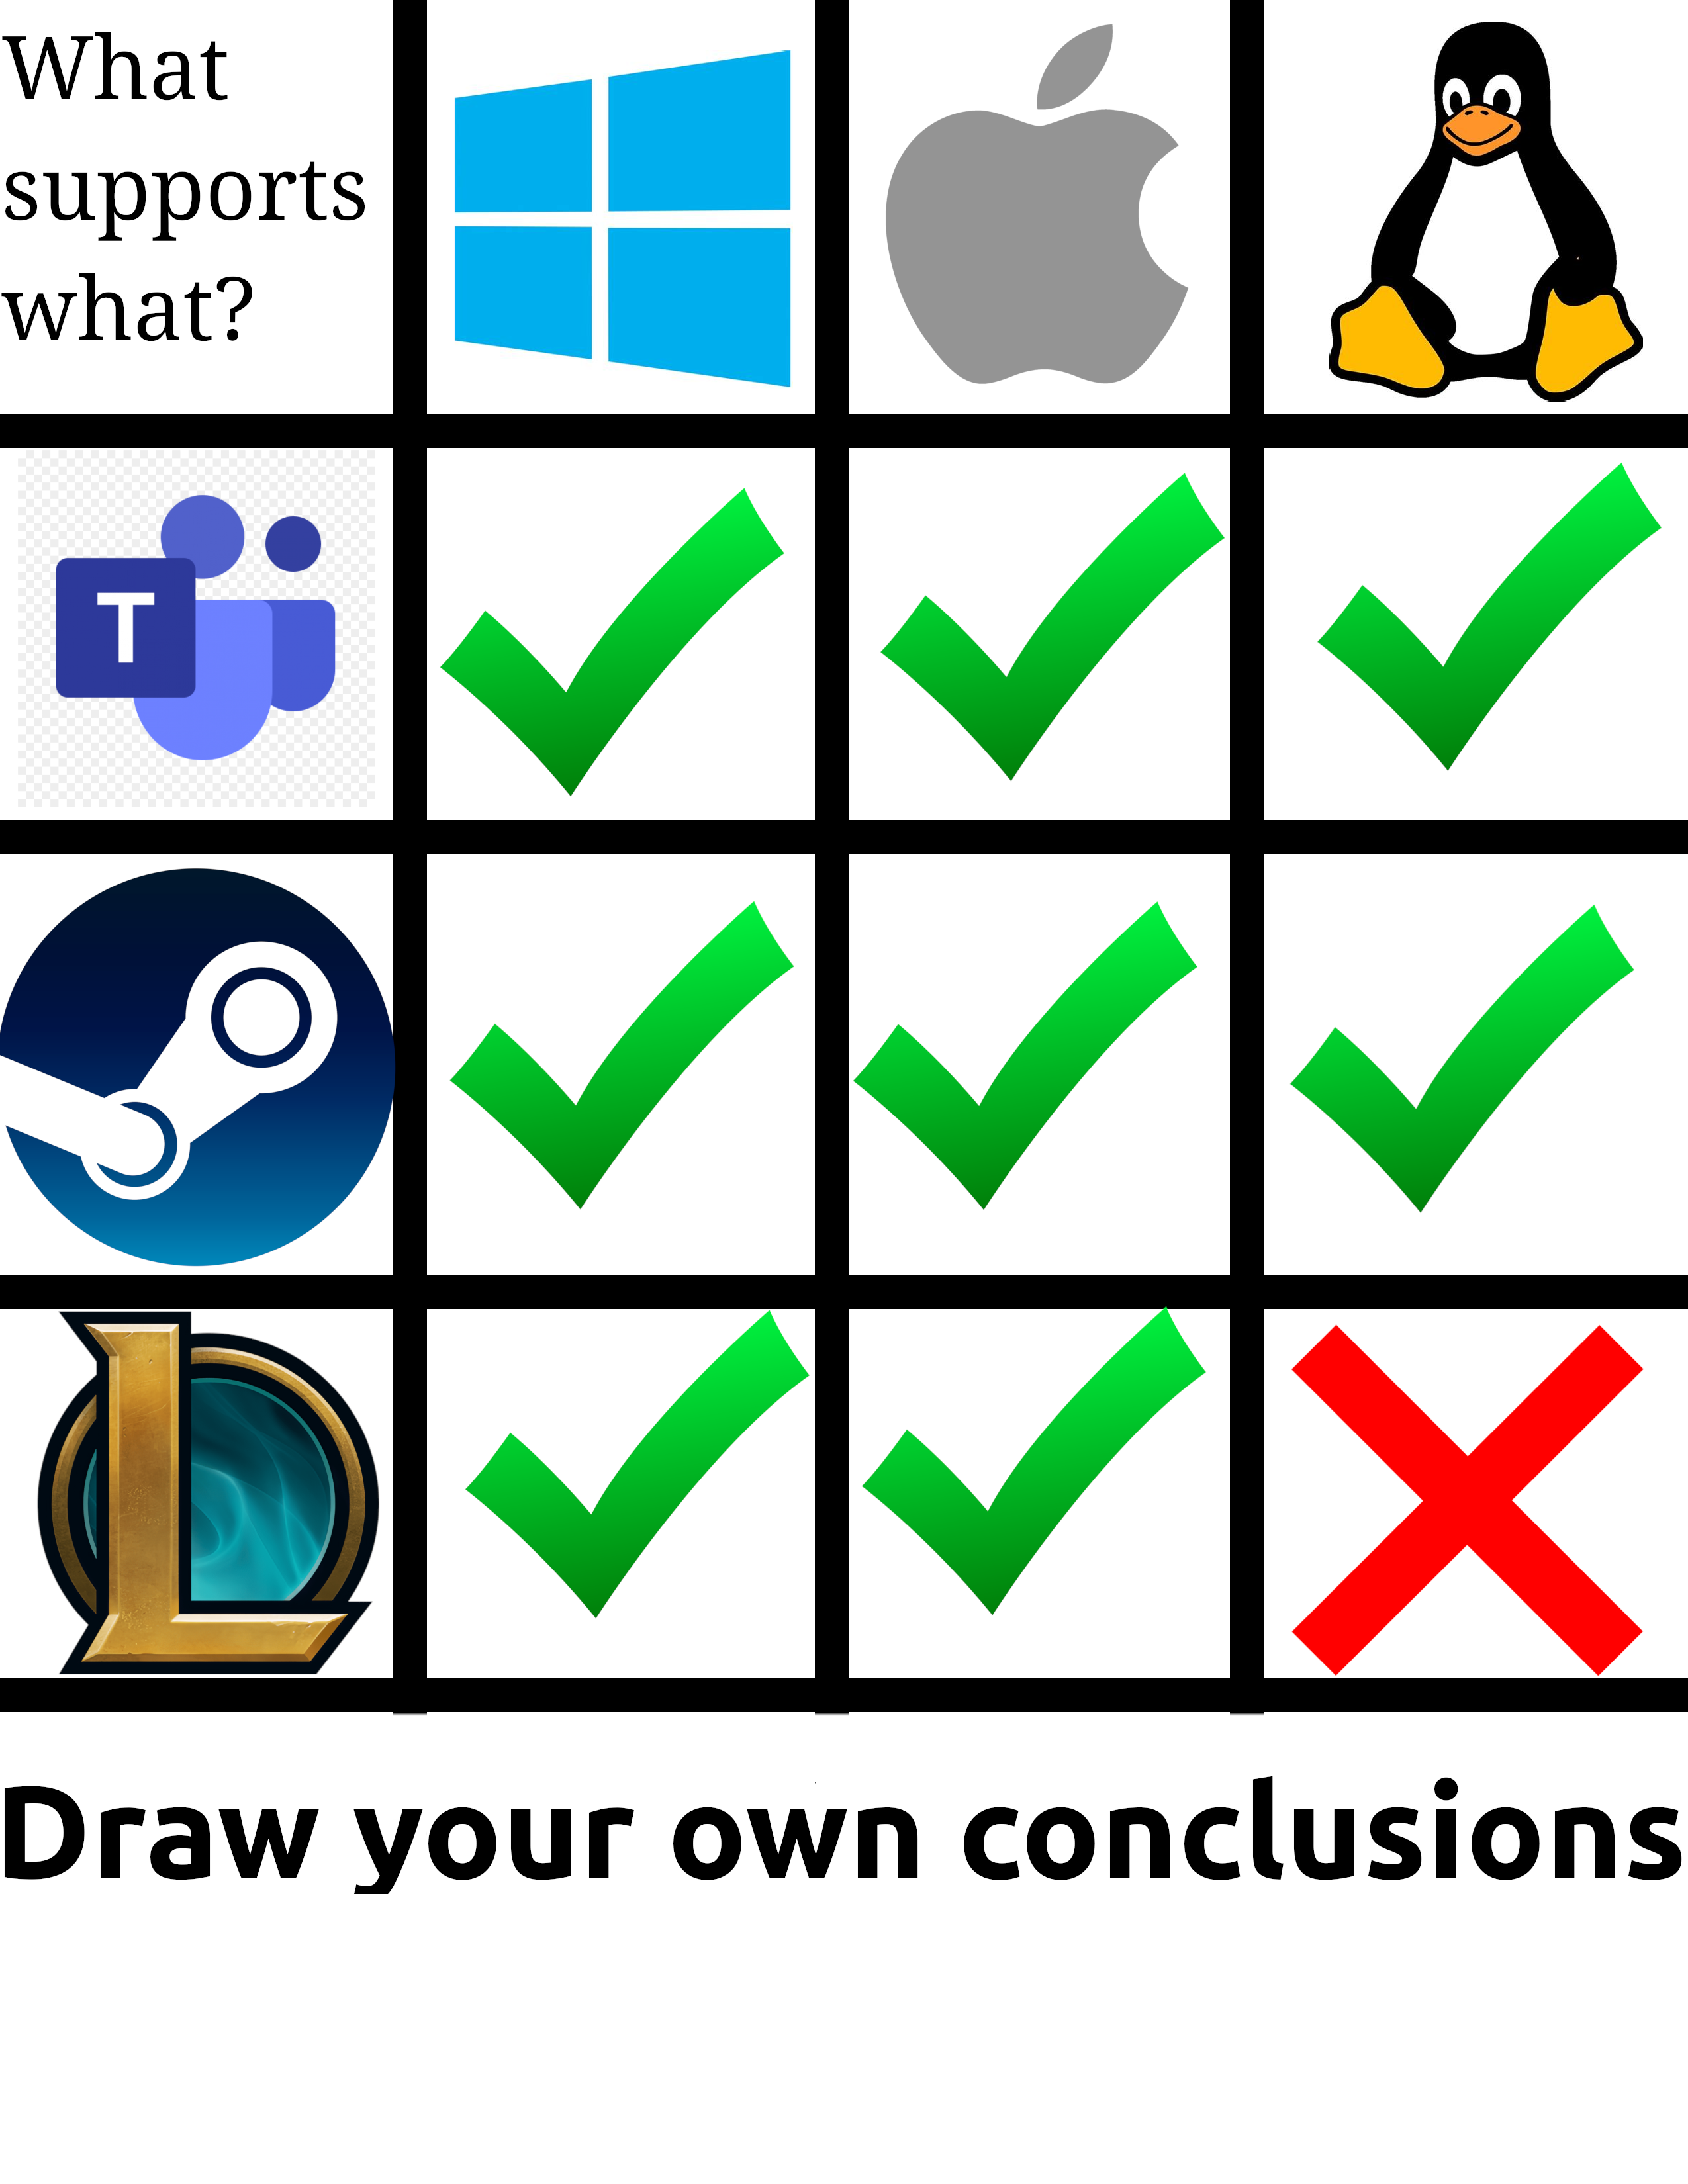 What
supports
what?
T
Draw your own conclusions